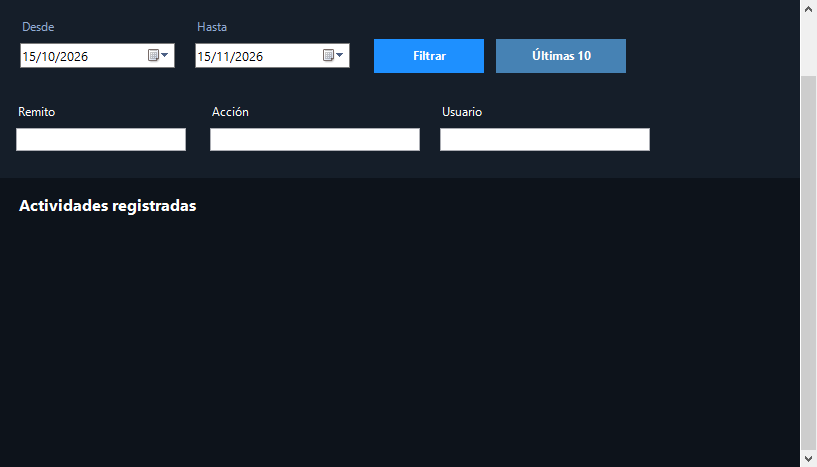 Desde
Hasta
15/10/2026
15/11/2026
Filtrar
Últimas 10
Remito
Acción
Usuario
Actividades registradas